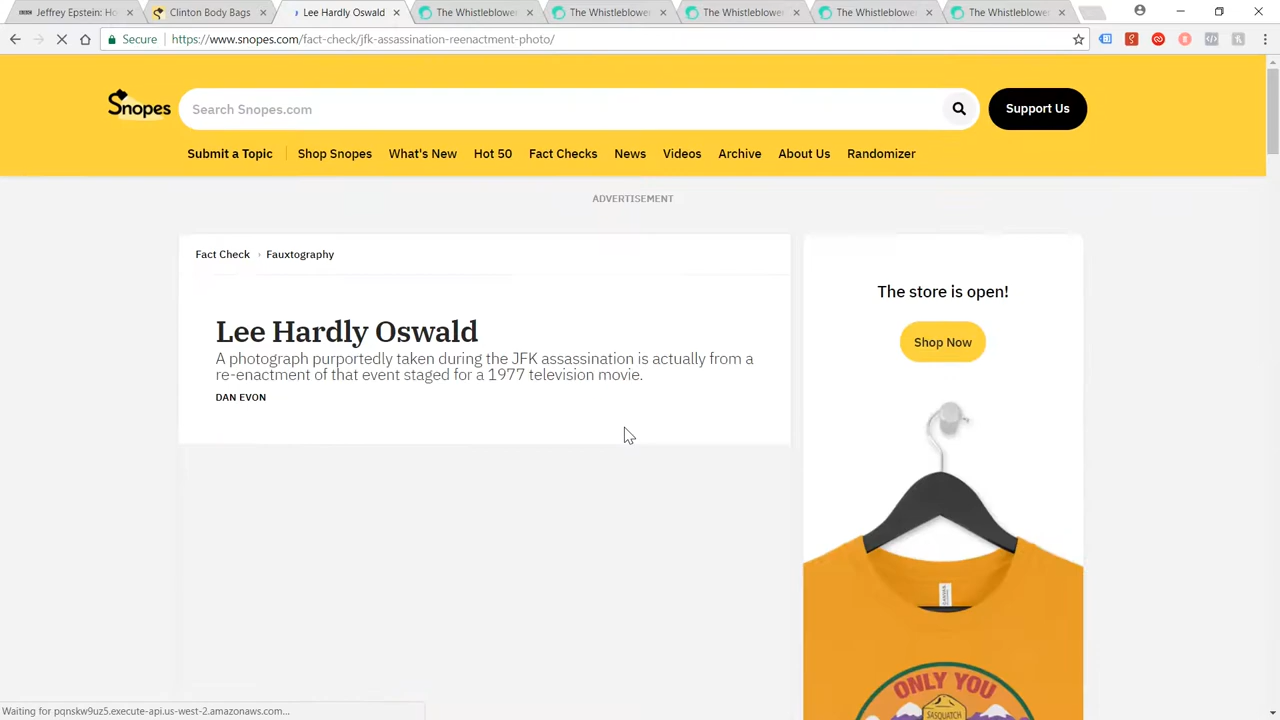 Jeffrey Epstein: Ho
Clinton Body Bags
Lee Hardly Oswald
The Whistleblower
The Whistleblower
The Whistleblower
The Whistleblower
The Whistleblower
Secure
https://www.snopes.com/fact-check/jfk-assassination-reenactment-photo/
Snopes
Search Snopes.com
Support Us
Submit a Topic
Shop Snopes
What's New
Hot 50
Fact Checks
News
Videos
Archive
About Us
Randomizer
ADVERTISEMENT
Fact Check › Fauxtography
Lee Hardly Oswald
A photograph purportedly taken during the JFK assassination is actually from a
re-enactment of that event staged for a 1977 television movie.
DAN EVON
The store is open!
Shop Now
ONLY YOU
SASQUATCH
Waiting for pqnskw9uz5.execute-api.us-west-2.amazonaws.com...